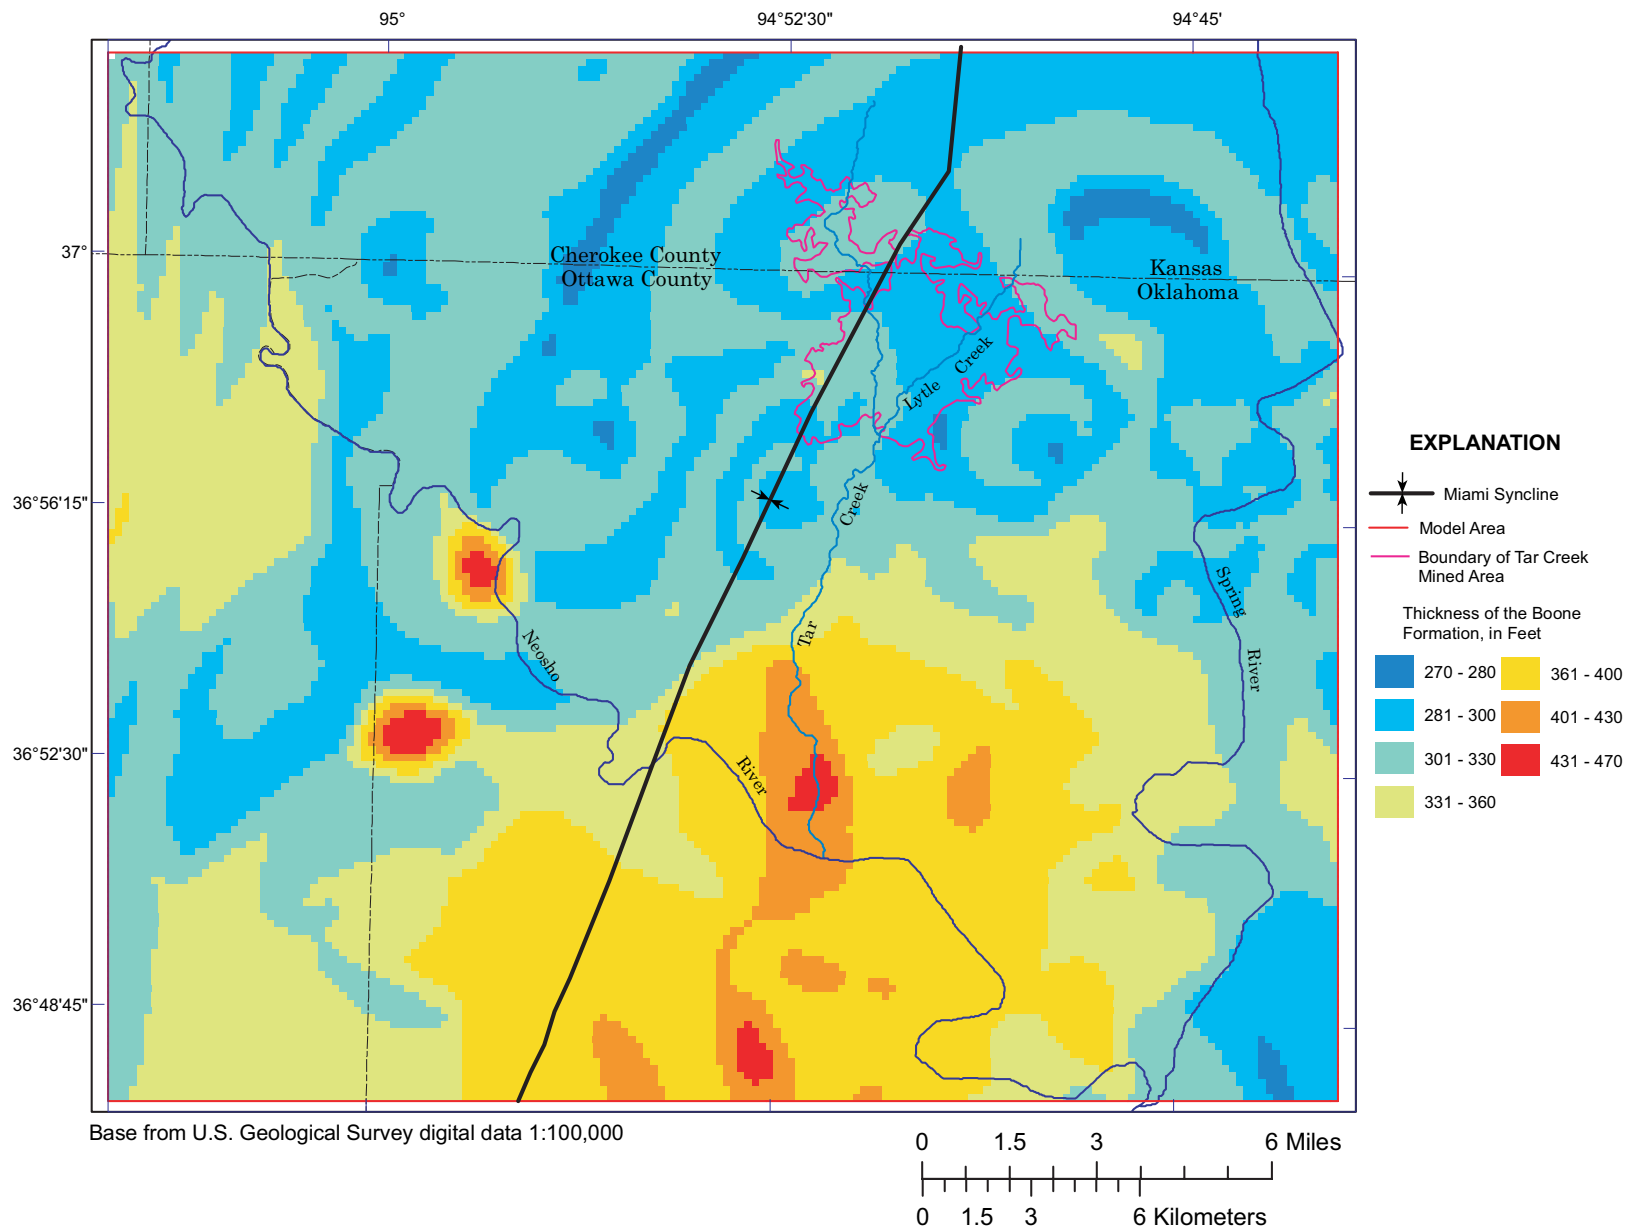 95°
94°52'30"
94°45'
37°
Cherokee County
Ottawa County
Kansas
Oklahoma
Lytle Creek
36°56'15"
Tar Creek
Spring River
Neosho River
36°52'30"
36°48'45"
EXPLANATION
Miami Syncline
Model Area
Boundary of Tar Creek
Mined Area
Thickness of the Boone
Formation, in Feet
270 - 280
281 - 300
301 - 330
331 - 360
361 - 400
401 - 430
431 - 470
Base from U.S. Geological Survey digital data 1:100,000
0 1.5 3 6 Miles
0 1.5 3 6 Kilometers